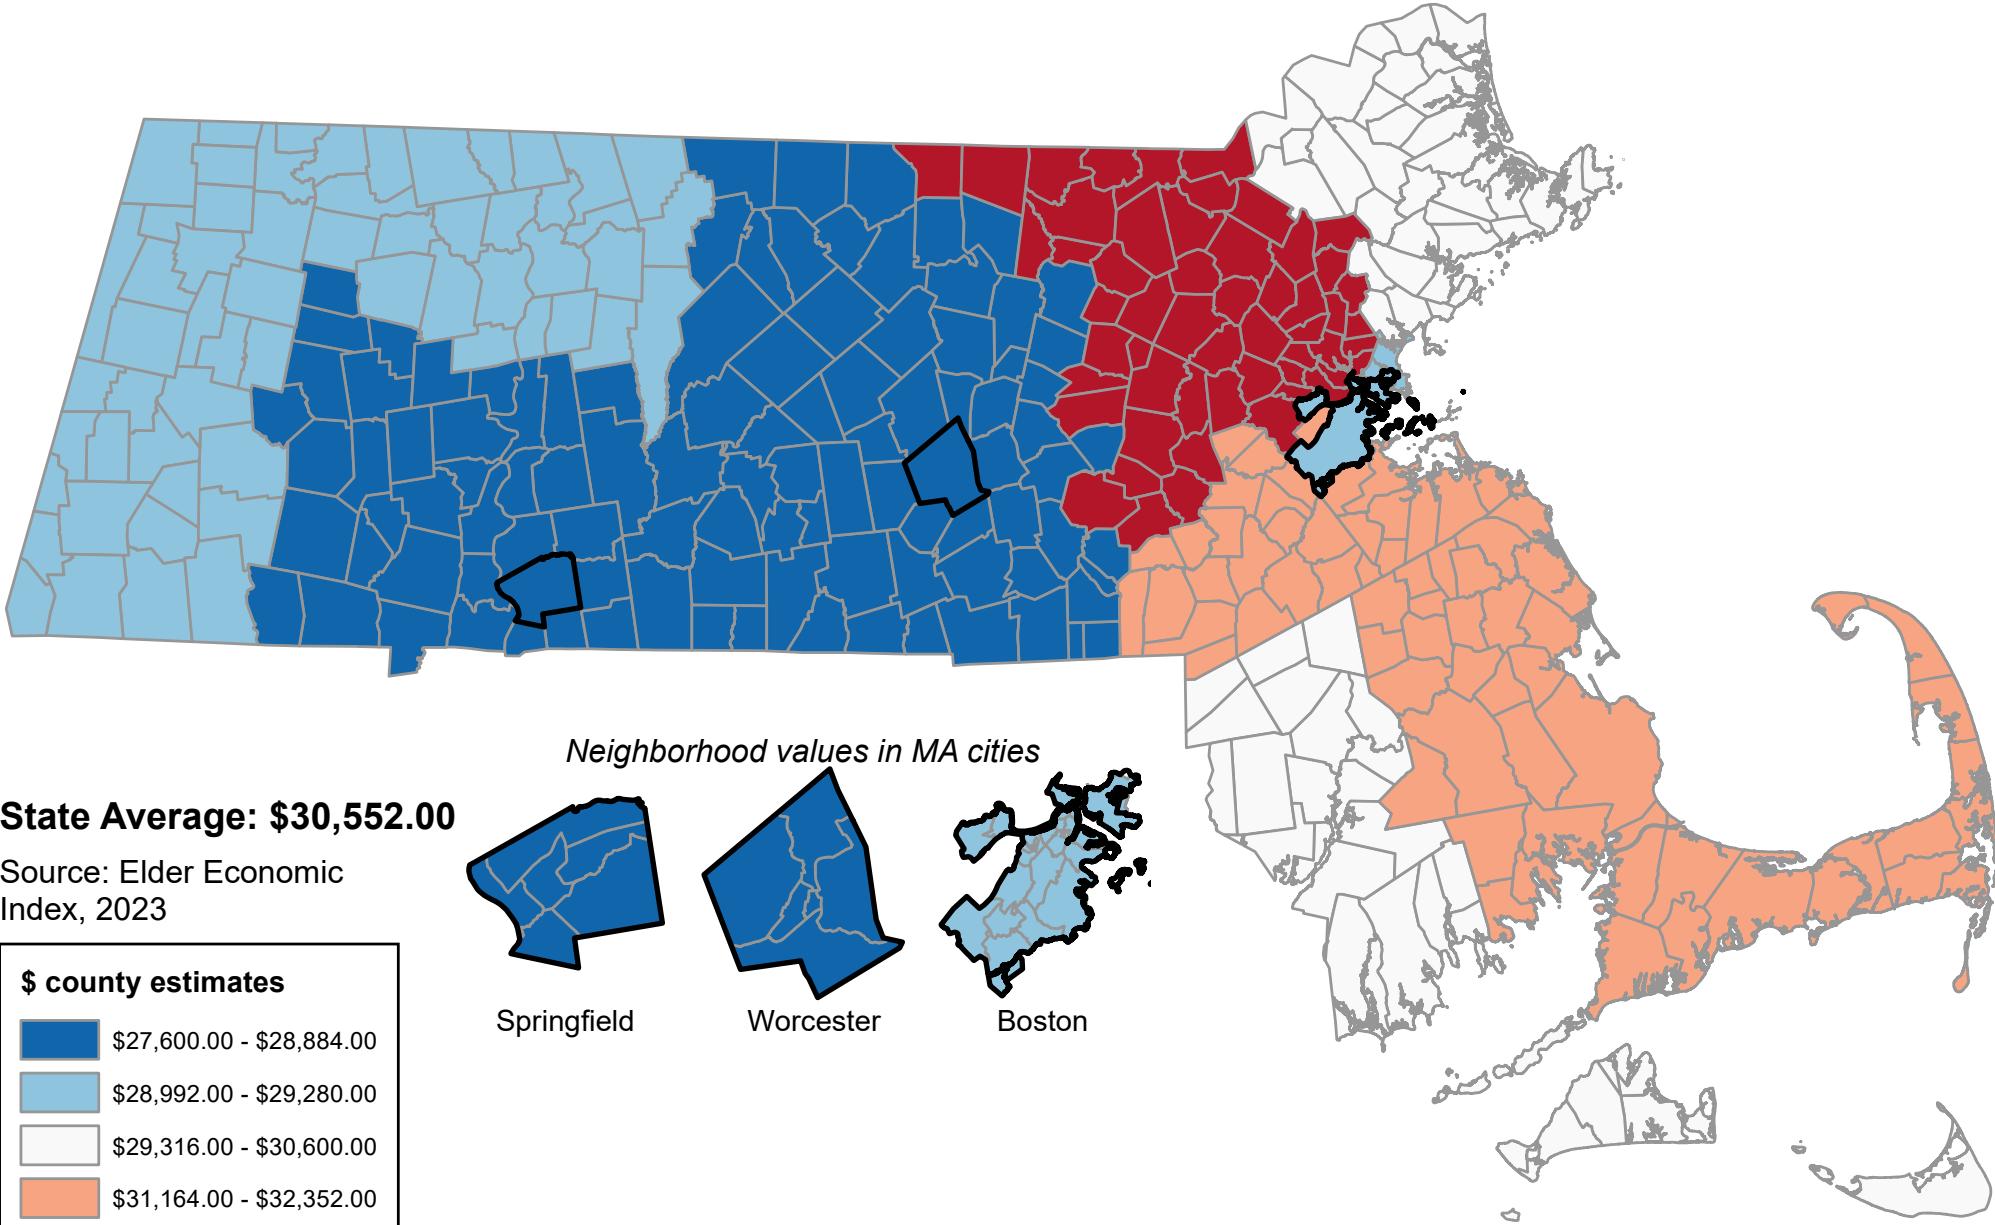 Neighborhood values in MA cities
State Average: $30,552.00
Source: Elder Economic
Index, 2023
Springfield
Worcester
Boston
$ county estimates
$27,600.00 - $28,884.00
$28,992.00 - $29,280.00
$29,316.00 - $30,600.00
$31,164.00 - $32,352.00